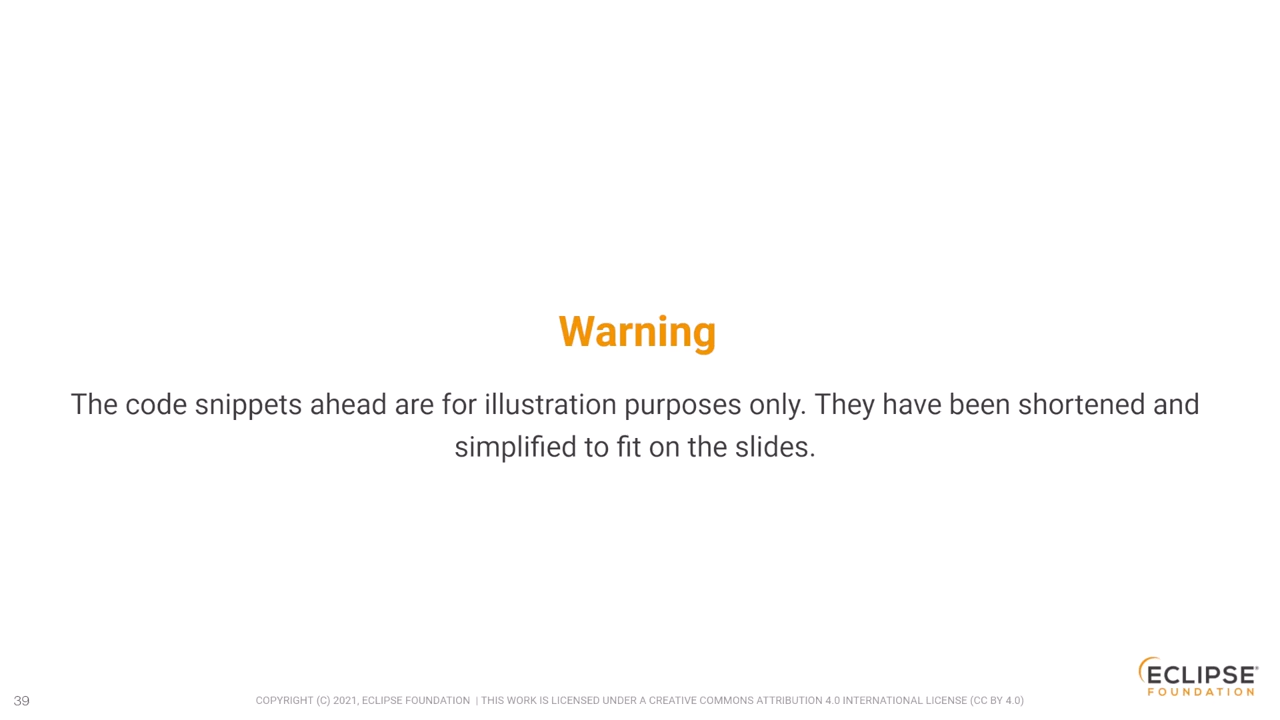 Warning
The code snippets ahead are for illustration purposes only. They have been shortened and
simplified to fit on the slides.
ECLIPSE®
FOUNDATION
39
COPYRIGHT (C) 2021, ECLIPSE FOUNDATION | THIS WORK IS LICENSED UNDER A CREATIVE COMMONS ATTRIBUTION 4.0 INTERNATIONAL LICENSE (CC BY 4.0)